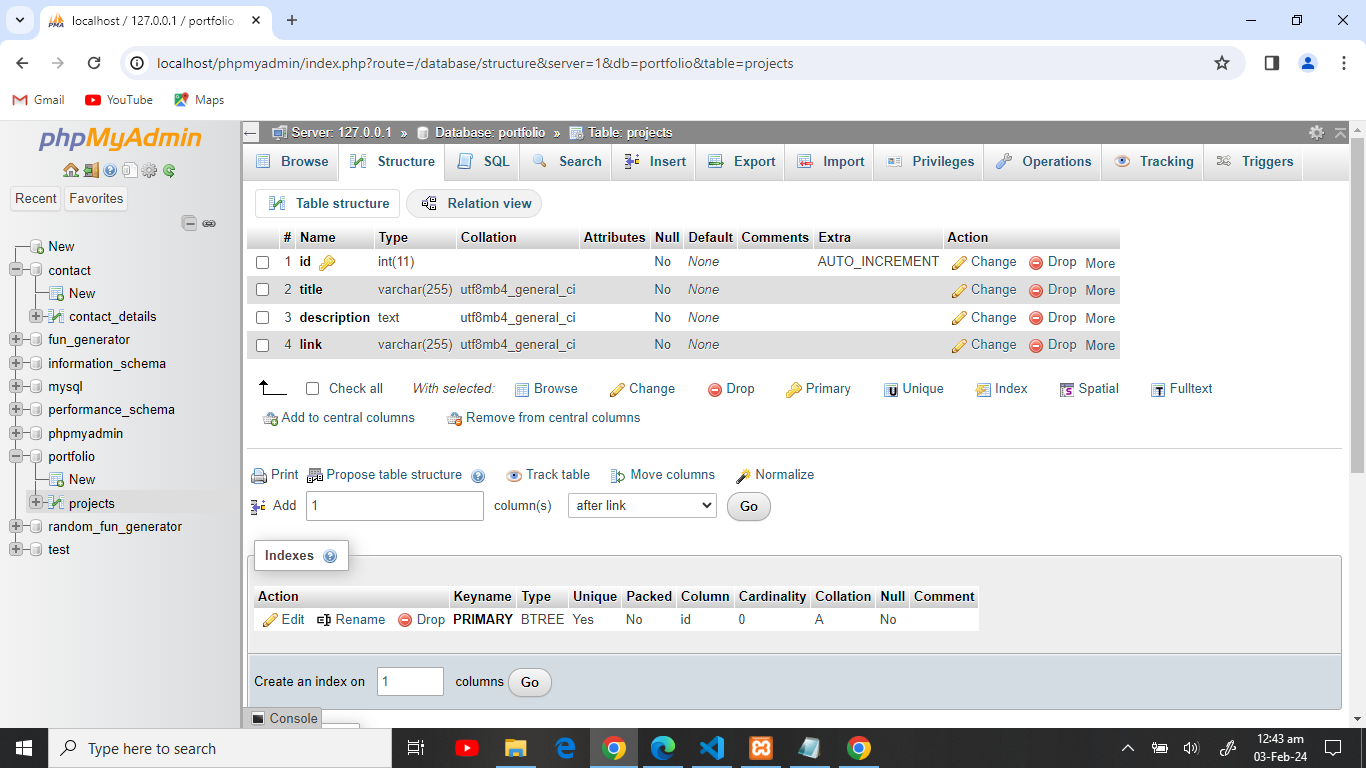 localhost / 127.0.0.1 / portfolio
localhost/phpmyadmin/index.php?route=/database/structure&server=1&db=portfolio&table=projects
Gmail YouTube Maps
phpMyAdmin
Recent Favorites
New
contact
New
contact_details
fun_generator
information_schema
mysql
performance_schema
phpmyadmin
portfolio
New
projects
random_fun_generator
test
Server: 127.0.0.1 » Database: portfolio » Table: projects
Browse Structure SQL Search Insert Export Import Privileges Operations Tracking Triggers
Table structure Relation view
# Name Type Collation Attributes Null Default Comments Extra Action
1 id int(11) No None AUTO_INCREMENT Change Drop More
2 title varchar(255) utf8mb4_general_ci No None Change Drop More
3 description text utf8mb4_general_ci No None Change Drop More
4 link varchar(255) utf8mb4_general_ci No None Change Drop More
Check all With selected: Browse Change Drop Primary Unique Index Spatial Fulltext
Add to central columns Remove from central columns
Print Propose table structure Track table Move columns Normalize
Add 1 column(s) after link Go
Indexes
Action Keyname Type Unique Packed Column Cardinality Collation Null Comment
Edit Rename Drop PRIMARY BTREE Yes No id 0 A No
Create an index on 1 columns Go
Console
Type here to search
12:43 am
03-Feb-24